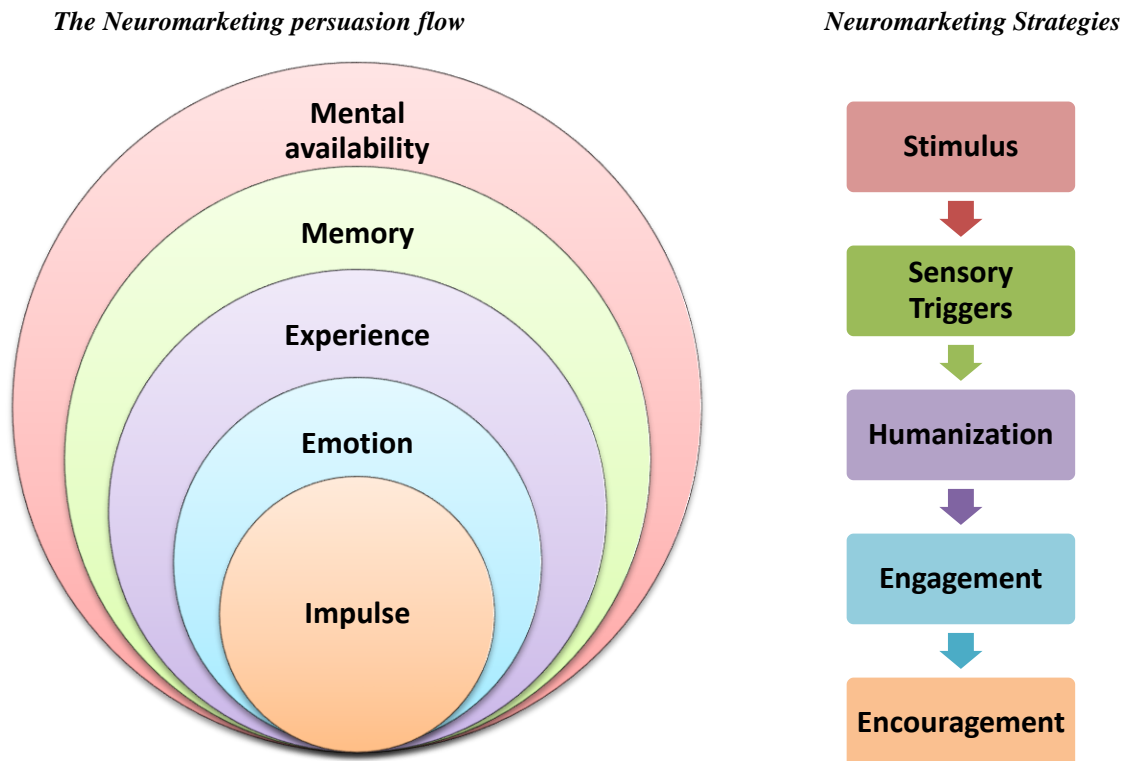 The Neuromarketing persuasion flow
Neuromarketing Strategies
Mental
availability
Memory
Experience
Emotion
Impulse
Stimulus
Sensory
Triggers
Humanization
Engagement
Encouragement